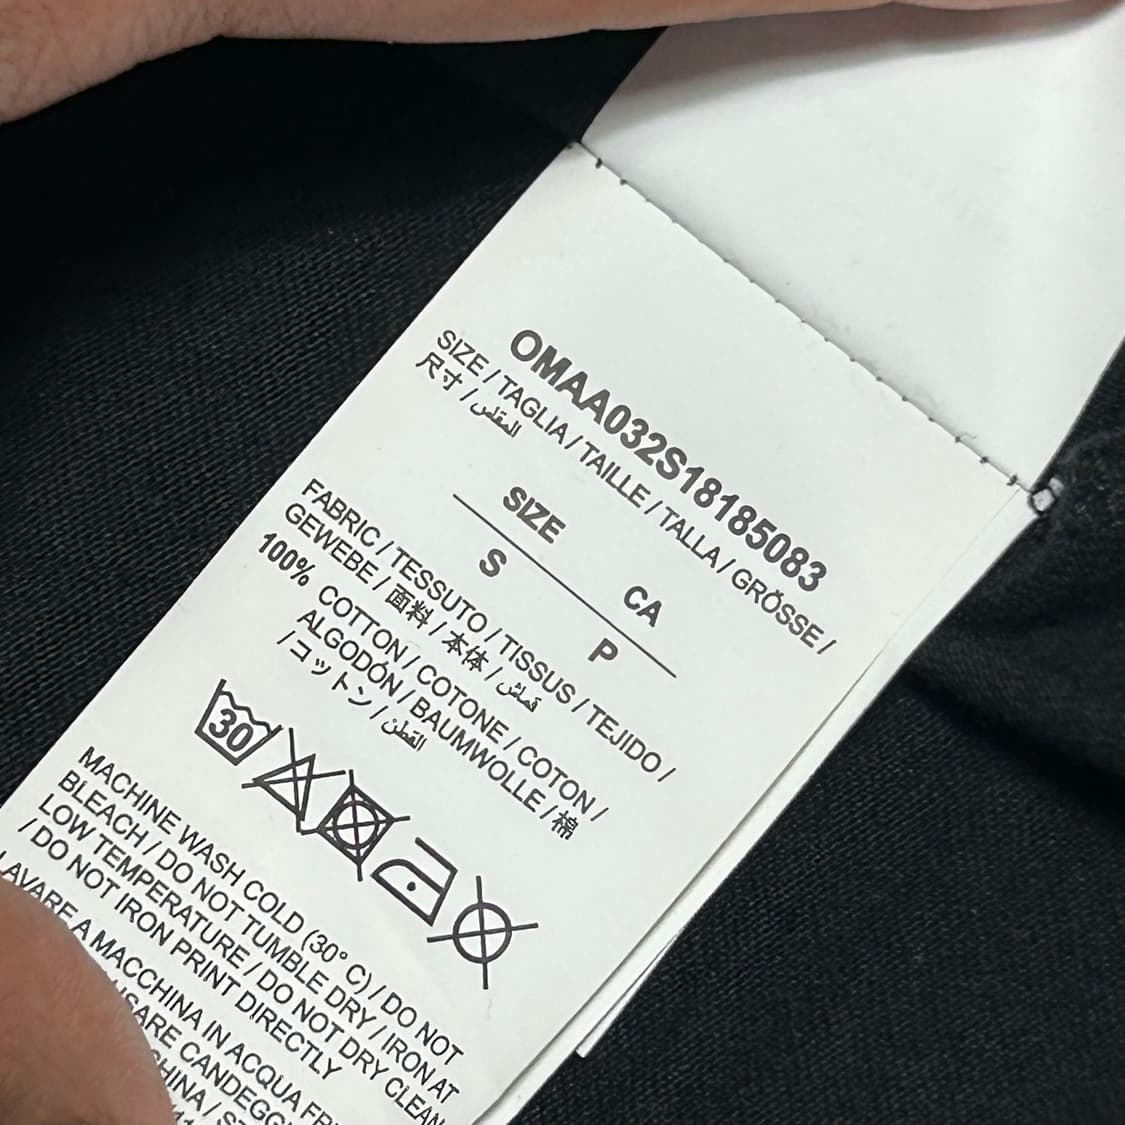 OMAA032S18185083
SIZE / TAGLIA / TAILLE / TALLA / GRÖSSE /
尺寸 / المقاس
SIZE CA
S P
FABRIC / TESSUTO / TISSUS / TEJIDO /
GEWEBE / 面料 / 本体 / قماش
100% COTTON / COTONE / COTON /
ALGODÓN / BAUMWOLLE / 棉
/ コットン / القطن
30
MACHINE WASH COLD (30° C) / DO NOT
BLEACH / DO NOT TUMBLE DRY / IRON AT
LOW TEMPERATURE / DO NOT DRY CLEAN
/ DO NOT IRON PRINT DIRECTLY
LAVARE A MACCHINA IN ACQUA
USARE